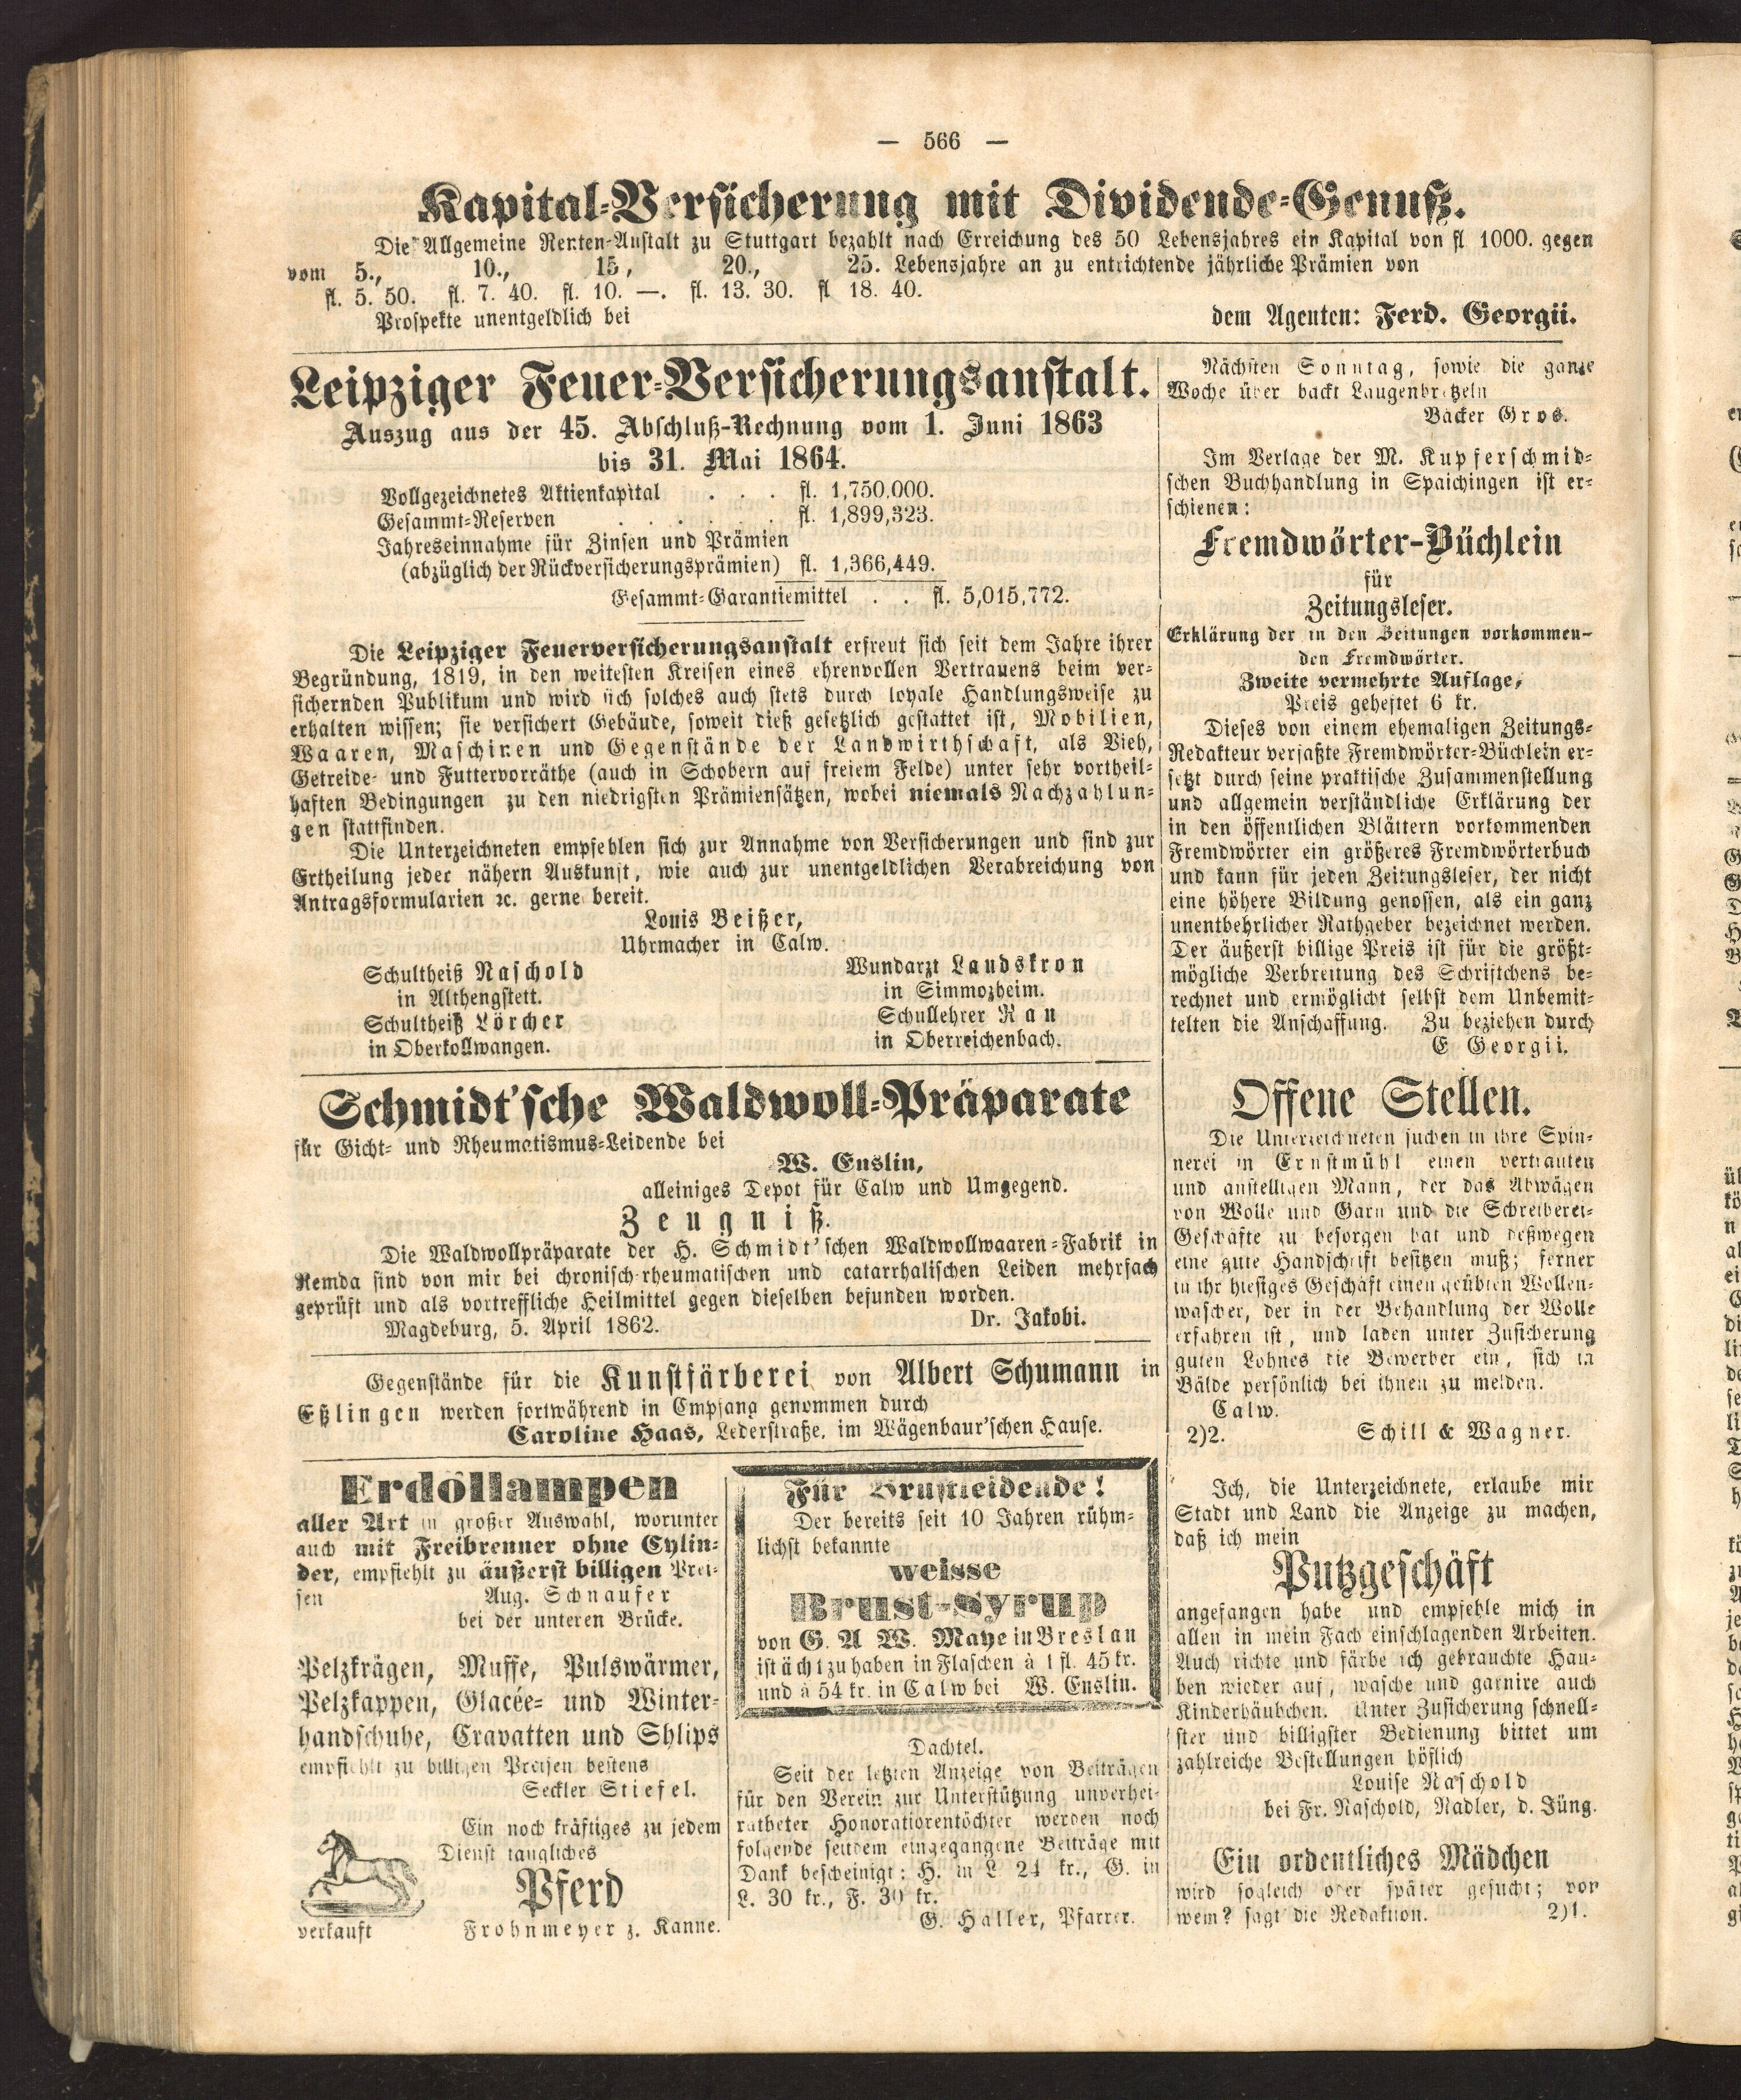 — 566 —
Kapital-Versicherung mit Dividende-Genuß.
Die Allgemeine Renten-Anstalt zu Stuttgart bezahlt nach Erreichung des 50 Lebensjahres ein Kapital von fl 1000. gegen
vom 5., 10., 15, 20., 25. Lebensjahre an zu entrichtende jährliche Prämien von
fl. 5. 50. fl. 7. 40. fl. 10. —. fl. 13. 30. fl 18. 40.
Prospekte unentgeldlich bei dem Agenten: Ferd. Georgii.
Leipziger Feuer-Versicherungsanstalt.
Auszug aus der 45. Abschluß-Rechnung vom 1. Juni 1863
bis 31. Mai 1864.
Vollgezeichnetes Aktienkapital . . . fl. 1,750,000.
Gesammt-Reserven . . . . . . fl. 1,899,323.
Jahreseinnahme für Zinsen und Prämien
(abzüglich der Rückversicherungsprämien) fl. 1,366,449.
Gesammt-Garantiemittel . . fl. 5,015,772.
Die Leipziger Feuerversicherungsanstalt erfreut sich seit dem Jahre ihrer
Begründung, 1819, in den weitesten Kreisen eines ehrenvollen Vertrauens beim ver-
sichernden Publikum und wird sich solches auch stets durch loyale Handlungsweise zu
erhalten wissen; sie versichert Gebäude, soweit dieß gesetzlich gestattet ist, Mobilien,
Waaren, Maschinen und Gegenstände der Landwirthschaft, als Vieh,
Getreide- und Futtervorräthe (auch in Schobern auf freiem Felde) unter sehr vortheil-
haften Bedingungen zu den niedrigsten Prämiensätzen, wobei niemals Nachzahlun-
gen stattfinden.
Die Unterzeichneten empfehlen sich zur Annahme von Versicherungen und sind zur
Ertheilung jeder nähern Auskunft, wie auch zur unentgeldlichen Verabreichung von
Antragsformularien ꝛc. gerne bereit.
Louis Beißer,
Uhrmacher in Calw.
Schultheiß Naschold
in Althengstett.
Schultheiß Lörcher
in Oberkollwangen.
Wundarzt Landskron
in Simmozheim.
Schullehrer Rau
in Oberreichenbach.
Schmidt'sche Waldwoll-Präparate
für Gicht- und Rheumatismus-Leidende bei
W. Enslin,
alleiniges Depot für Calw und Umgegend.
Zeugniß.
Die Waldwollpräparate der H. Schmidt'schen Waldwollwaaren-Fabrik in
Remda sind von mir bei chronisch-rheumatischen und catarrhalischen Leiden mehrfach
geprüft und als vortreffliche Heilmittel gegen dieselben befunden worden.
Magdeburg, 5. April 1862. Dr. Jakobi.
Gegenstände für die Kunstfärberei von Albert Schumann in
Eßlingen werden fortwährend in Empfang genommen durch
Caroline Haas, Lederstraße, im Wägenbaur'schen Hause.
Erdöllampen
aller Art in großer Auswahl, worunter
auch mit Freibrenner ohne Cylin-
der, empfiehlt zu äußerst billigen Prei-
sen Aug. Schnaufer
bei der unteren Brücke.
Pelzkrägen, Muffe, Pulswärmer,
Pelzkappen, Glacée- und Winter-
handschuhe, Cravatten und Shlips
empfiehlt zu billigen Preisen bestens
Seckler Stiefel.
Ein noch kräftiges zu jedem
Dienst taugliches
Pferd
verkauft Frohnmeyer z. Kanne.
Für Brustleidende!
Der bereits seit 10 Jahren rühm-
lichst bekannte
weisse
Brust-Syrup
von G. A W. Maye in Breslau
ist ächt zu haben in Flaschen à 1 fl. 45 kr.
und à 54 kr. in Calw bei W. Enslin.
Dachtel.
Seit der letzten Anzeige von Beiträgen
für den Verein zur Unterstützung unverhei-
ratheter Honoratiorentöchter werden noch
folgende seitdem eingegangene Beiträge mit
Dank bescheinigt: H. in L 24 kr., G. in
L. 30 kr., F. 30 kr.
G. Haller, Pfarrer.
Nächsten Sonntag, sowie die ganze
Woche über backt Laugenbretzeln
Bäcker Gros.
Im Verlage der M. Kupferschmid-
schen Buchhandlung in Spaichingen ist er-
schienen:
Fremdwörter-Büchlein
für
Zeitungsleser.
Erklärung der in den Zeitungen vorkommen-
den Fremdwörter.
Zweite vermehrte Auflage,
Preis geheftet 6 kr.
Dieses von einem ehemaligen Zeitungs-
Redakteur verfaßte Fremdwörter-Büchlein er-
setzt durch seine praktische Zusammenstellung
und allgemein verständliche Erklärung der
in den öffentlichen Blättern vorkommenden
Fremdwörter ein größeres Fremdwörterbuch
und kann für jeden Zeitungsleser, der nicht
eine höhere Bildung genossen, als ein ganz
unentbehrlicher Rathgeber bezeichnet werden.
Der äußerst billige Preis ist für die größt-
mögliche Verbreitung des Schriftchens be-
rechnet und ermöglicht selbst dem Unbemit-
telten die Anschaffung. Zu beziehen durch
E Georgii.
Offene Stellen.
Die Unterzeichneten suchen in ihre Spin-
nerei in Ernstmühl einen vertrauten
und anstelligen Mann, der das Abwägen
von Wolle und Garn und die Schreiberei-
Geschäfte zu besorgen hat und deßwegen
eine gute Handschrift besitzen muß; ferner
in ihr hiesiges Geschäft einen geübten Wollen-
wascher, der in der Behandlung der Wolle
erfahren ist, und laden unter Zusicherung
guten Lohnes die Bewerber ein, sich in
Bälde persönlich bei ihnen zu melden.
Calw.
2)2. Schill & Wagner.
Ich, die Unterzeichnete, erlaube mir
Stadt und Land die Anzeige zu machen,
daß ich mein
Putzgeschäft
angefangen habe und empfehle mich in
allen in mein Fach einschlagenden Arbeiten.
Auch richte und färbe ich gebrauchte Hau-
ben wieder auf, wasche und garnire auch
Kinderhäubchen. Unter Zusicherung schnell-
ster und billigster Bedienung bittet um
zahlreiche Bestellungen höflich
Louise Naschold
bei Fr. Naschold, Nadler, d. Jüng.
Ein ordentliches Mädchen
wird sogleich oder später gesucht; von
wem? sagt die Redaktion. 2)1.